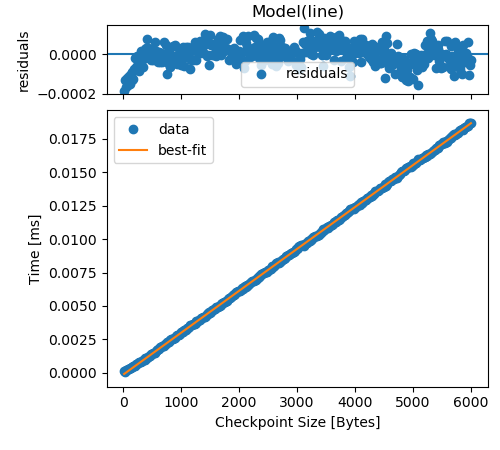 Model(line)
residuals
0.0000
−0.0002
residuals
Time [ms]
0.0175
0.0150
0.0125
0.0100
0.0075
0.0050
0.0025
0.0000
data
best-fit
0 1000 2000 3000 4000 5000 6000
Checkpoint Size [Bytes]